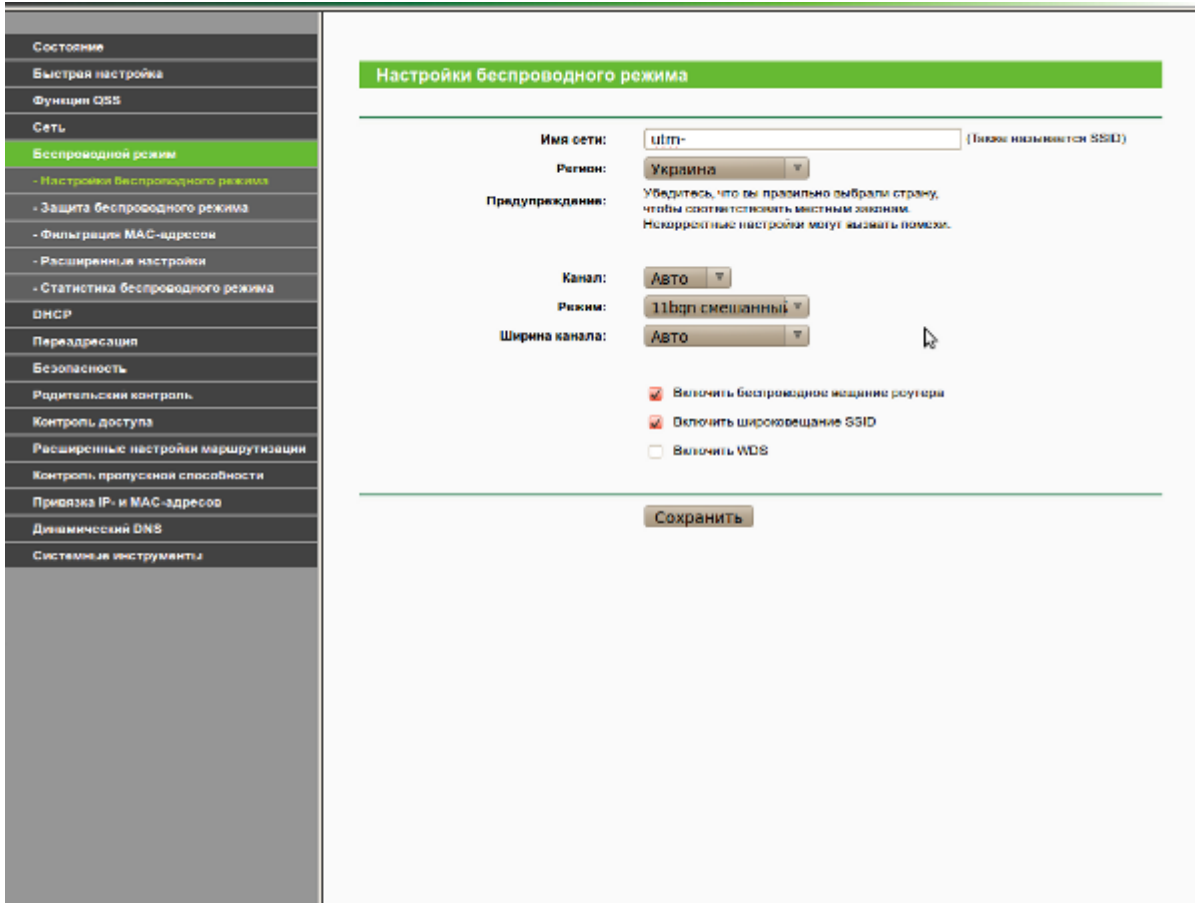 Состояние
Быстрая настройка
Функция QSS
Сеть
Беспроводной режим
- Настройки беспроводного режима
- Защита беспроводного режима
- Фильтрация MAC-адресов
- Расширенные настройки
- Статистика беспроводного режима
DHCP
Переадресация
Безопасность
Родительский контроль
Контроль доступа
Расширенные настройки маршрутизации
Контроль пропускной способности
Привязка IP- и MAC-адресов
Динамический DNS
Системные инструменты
Настройки беспроводного режима
Имя сети: utm- (Также называется SSID)
Регион: Украина
Предупреждение: Убедитесь, что вы правильно выбрали страну,
чтобы соответствовать местным законам.
Некорректные настройки могут вызвать помехи.
Канал: Авто
Режим: 11bgn смешанный
Ширина канала: Авто
Включить беспроводное вещание роутера
Включить широковещание SSID
Включить WDS
Сохранить